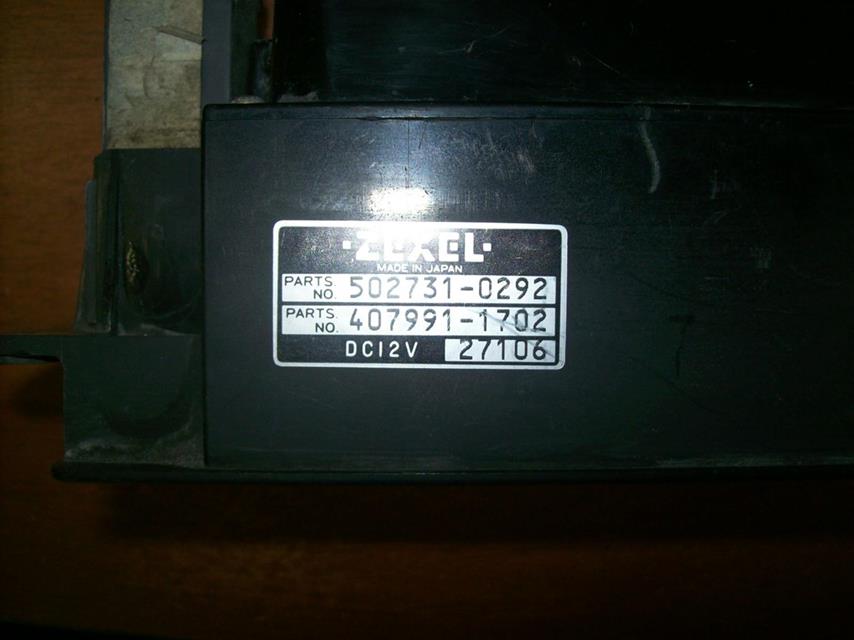 ·ZEXEL·
MADE IN JAPAN
PARTS NO. 502731-0292
PARTS NO. 407991-1702
DC12V 27106